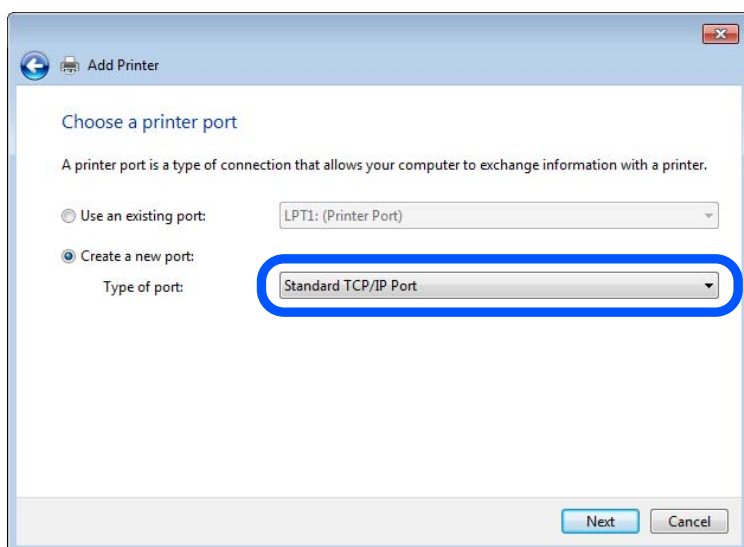 Add Printer
Choose a printer port
A printer port is a type of connection that allows your computer to exchange information with a printer.
Use an existing port: LPT1: (Printer Port)
Create a new port:
Type of port: Standard TCP/IP Port
Next Cancel